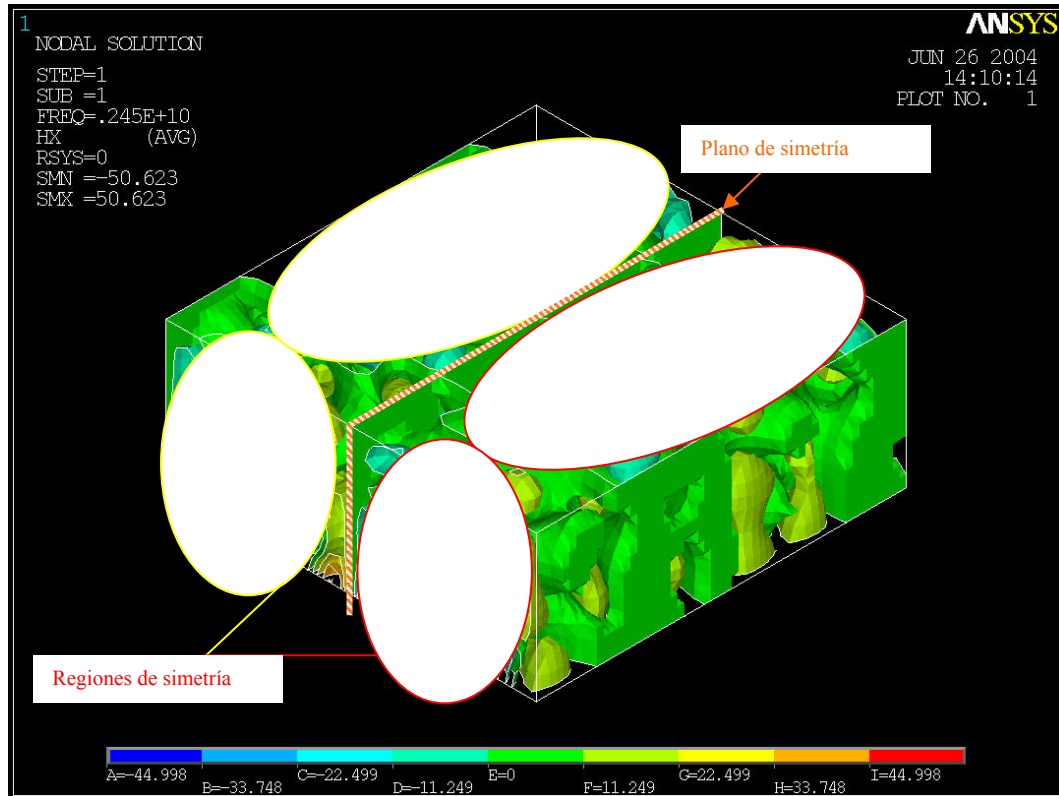 1
NODAL SOLUTION
STEP=1
SUB =1
FREQ=.245E+10
HX (AVG)
RSYS=0
SMN =-50.623
SMX =50.623
ANSYS
JUN 26 2004
14:10:14
PLOT NO. 1
Plano de simetría
Regiones de simetría
A=-44.998
B=-33.748
C=-22.499
D=-11.249
E=0
F=11.249
G=22.499
H=33.748
I=44.998